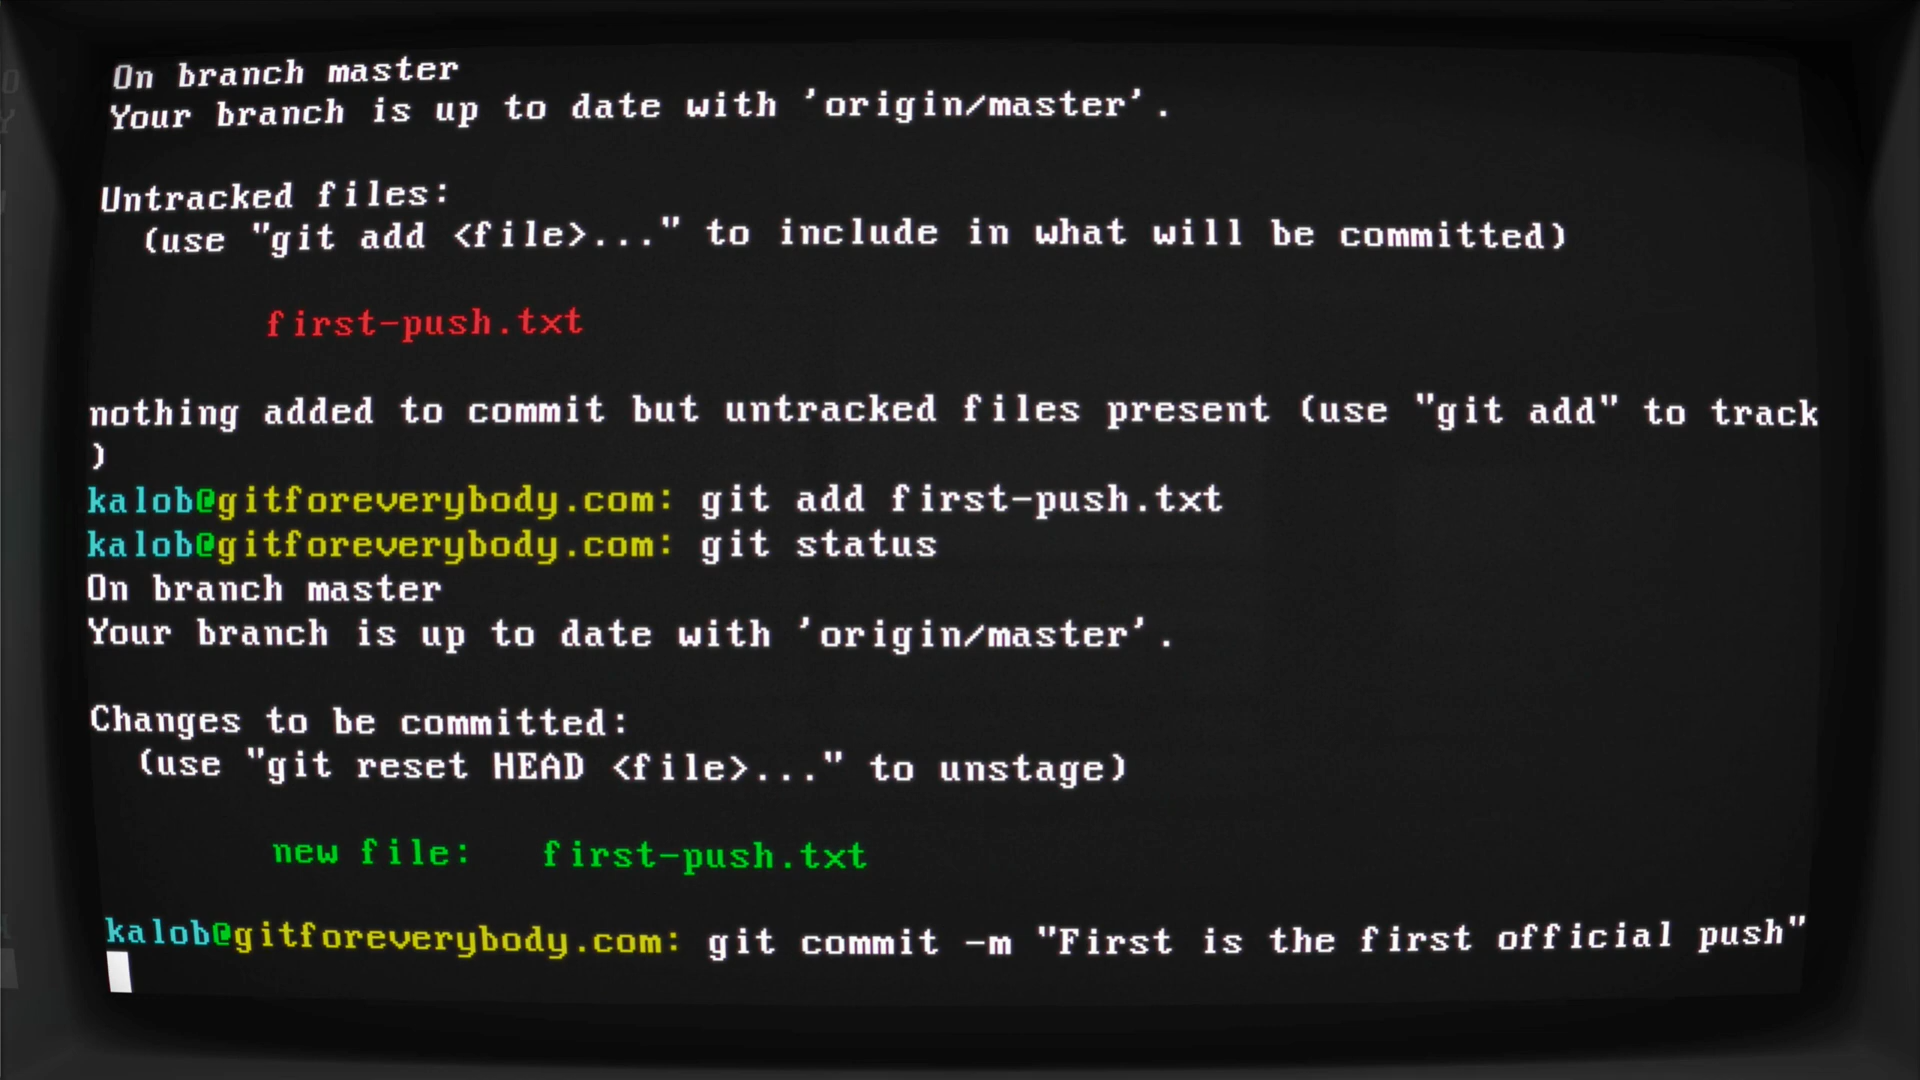 On branch master
Your branch is up to date with 'origin/master'.
Untracked files:
(use "git add <file>..." to include in what will be committed)
first-push.txt
nothing added to commit but untracked files present (use "git add" to track
)
kalob@gitforeverybody.com: git add first-push.txt
kalob@gitforeverybody.com: git status
On branch master
Your branch is up to date with 'origin/master'.
Changes to be committed:
(use "git reset HEAD <file>..." to unstage)
new file: first-push.txt
kalob@gitforeverybody.com: git commit -m "First is the first official push"